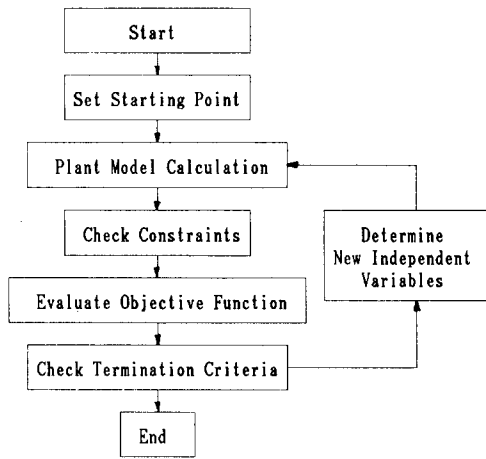 Start
Set Starting Point
Plant Model Calculation
Check Constraints
Evaluate Objective Function
Check Termination Criteria
End
Determine
New Independent
Variables